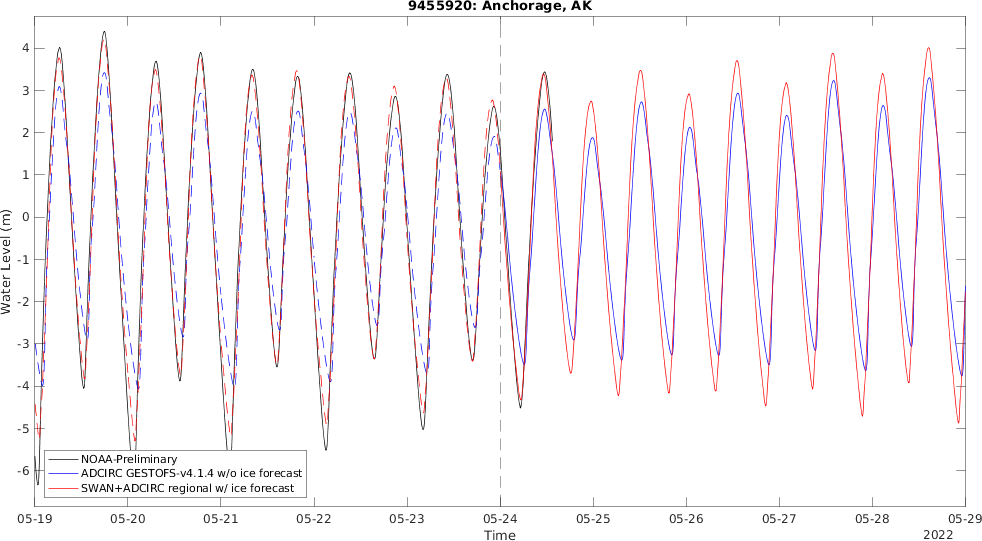 9455920: Anchorage, AK
4
3
2
1
0
-1
-2
-3
-4
-5
-6
Water Level (m)
NOAA-Preliminary
ADCIRC GESTOFS-v4.1.4 w/o ice forecast
SWAN+ADCIRC regional w/ ice forecast
05-19 05-20 05-21 05-22 05-23 05-24 05-25 05-26 05-27 05-28 05-29
Time
2022